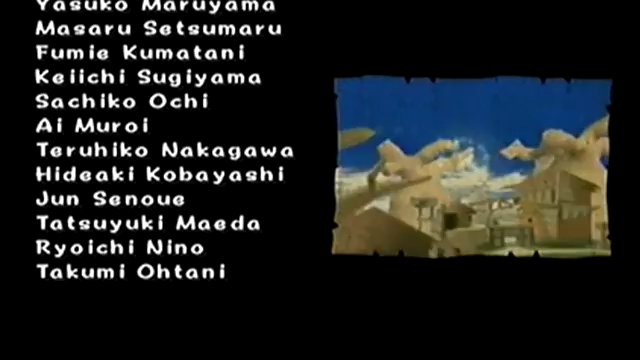 Yasuko Maruyama
Masaru Setsumaru
Fumie Kumatani
Keiichi Sugiyama
Sachiko Ochi
Ai Muroi
Teruhiko Nakagawa
Hideaki Kobayashi
Jun Senoue
Tatsuyuki Maeda
Ryoichi Nino
Takumi Ohtani